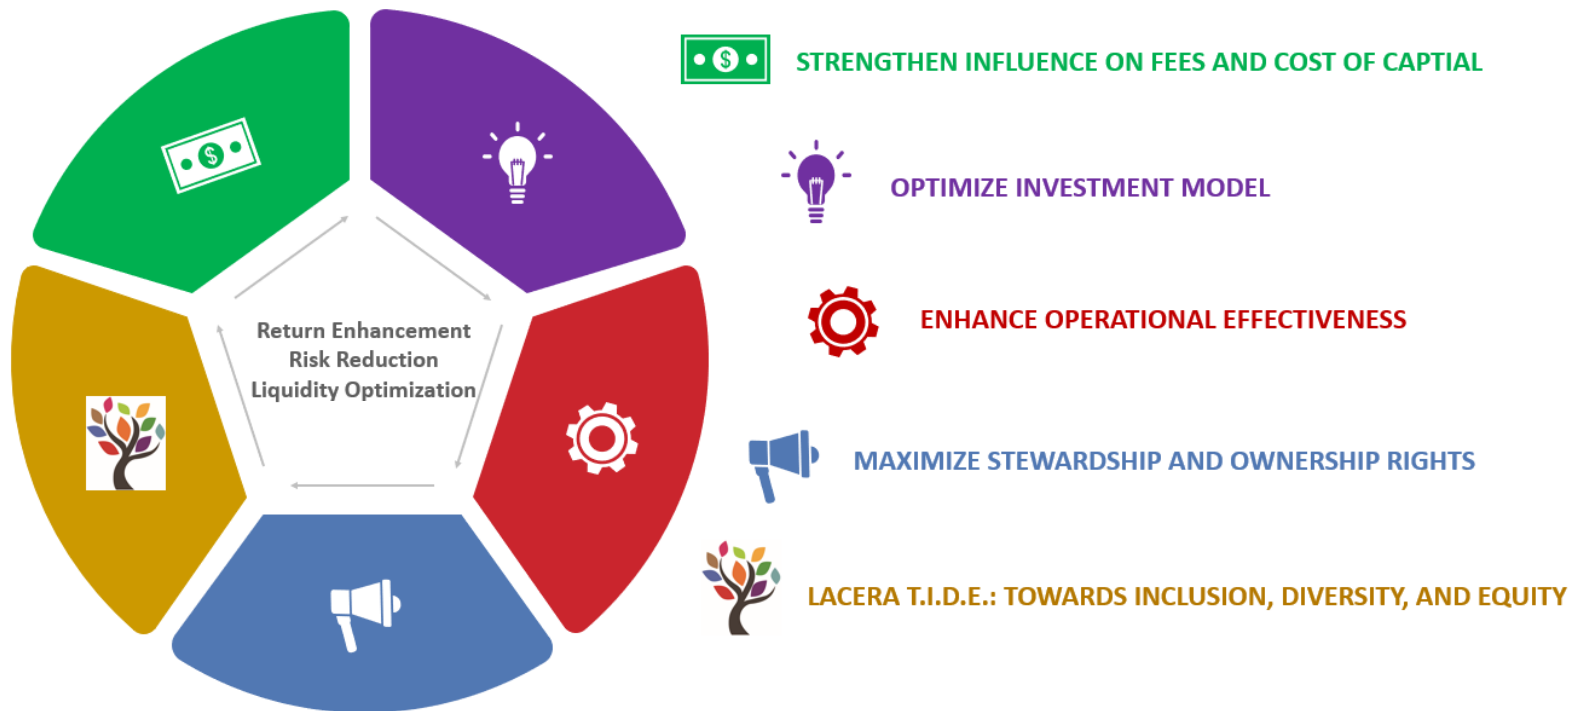 STRENGTHEN INFLUENCE ON FEES AND COST OF CAPTIAL
OPTIMIZE INVESTMENT MODEL
ENHANCE OPERATIONAL EFFECTIVENESS
MAXIMIZE STEWARDSHIP AND OWNERSHIP RIGHTS
LACERA T.I.D.E.: TOWARDS INCLUSION, DIVERSITY, AND EQUITY
Return Enhancement
Risk Reduction
Liquidity Optimization
$
$